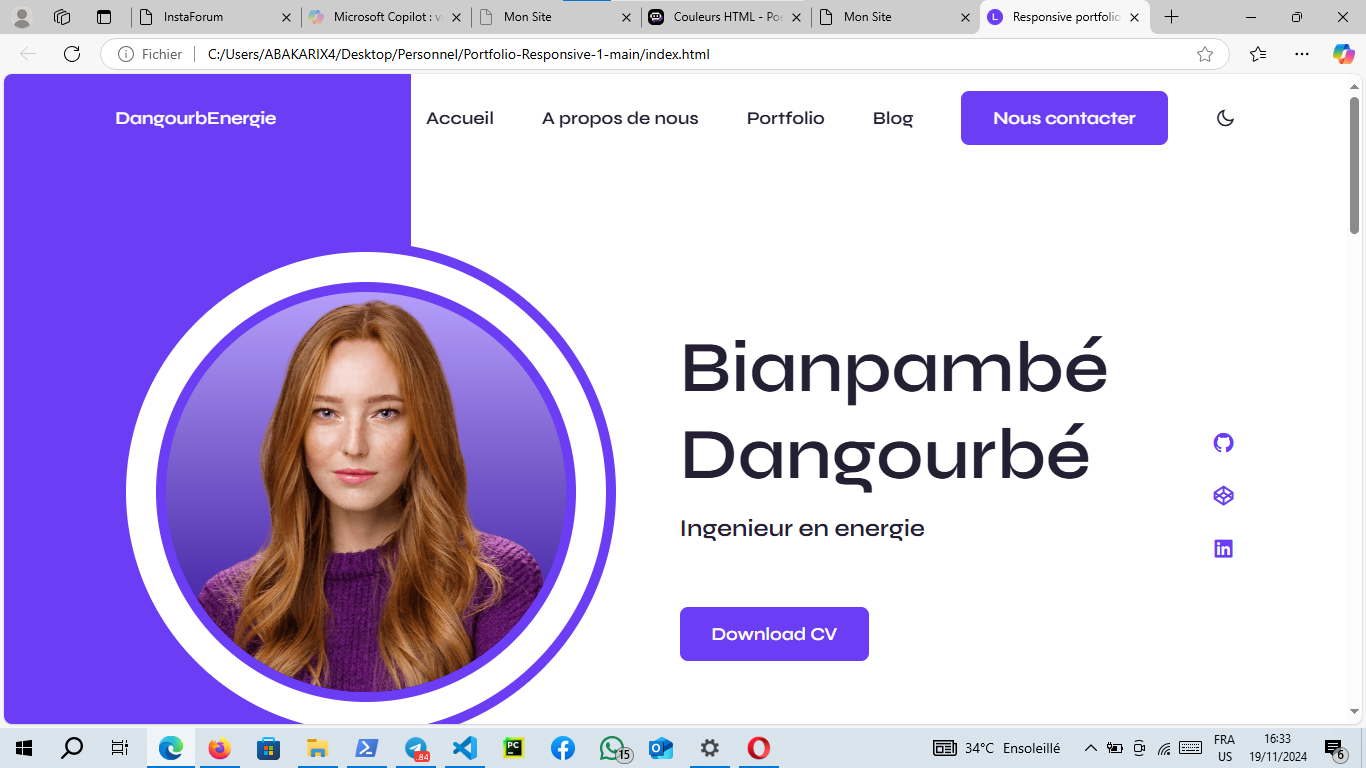 InstaForum
Microsoft Copilot : v
Mon Site
Couleurs HTML - Po
Mon Site
Responsive portfolio
Fichier
C:/Users/ABAKARIX4/Desktop/Personnel/Portfolio-Responsive-1-main/index.html
DangourbEnergie
Accueil
A propos de nous
Portfolio
Blog
Nous contacter
Bianpambé
Dangourbé
Ingenieur en energie
Download CV
PC
.84
15
34°C Ensoleillé
FRA
US
16:33
19/11/2024
6